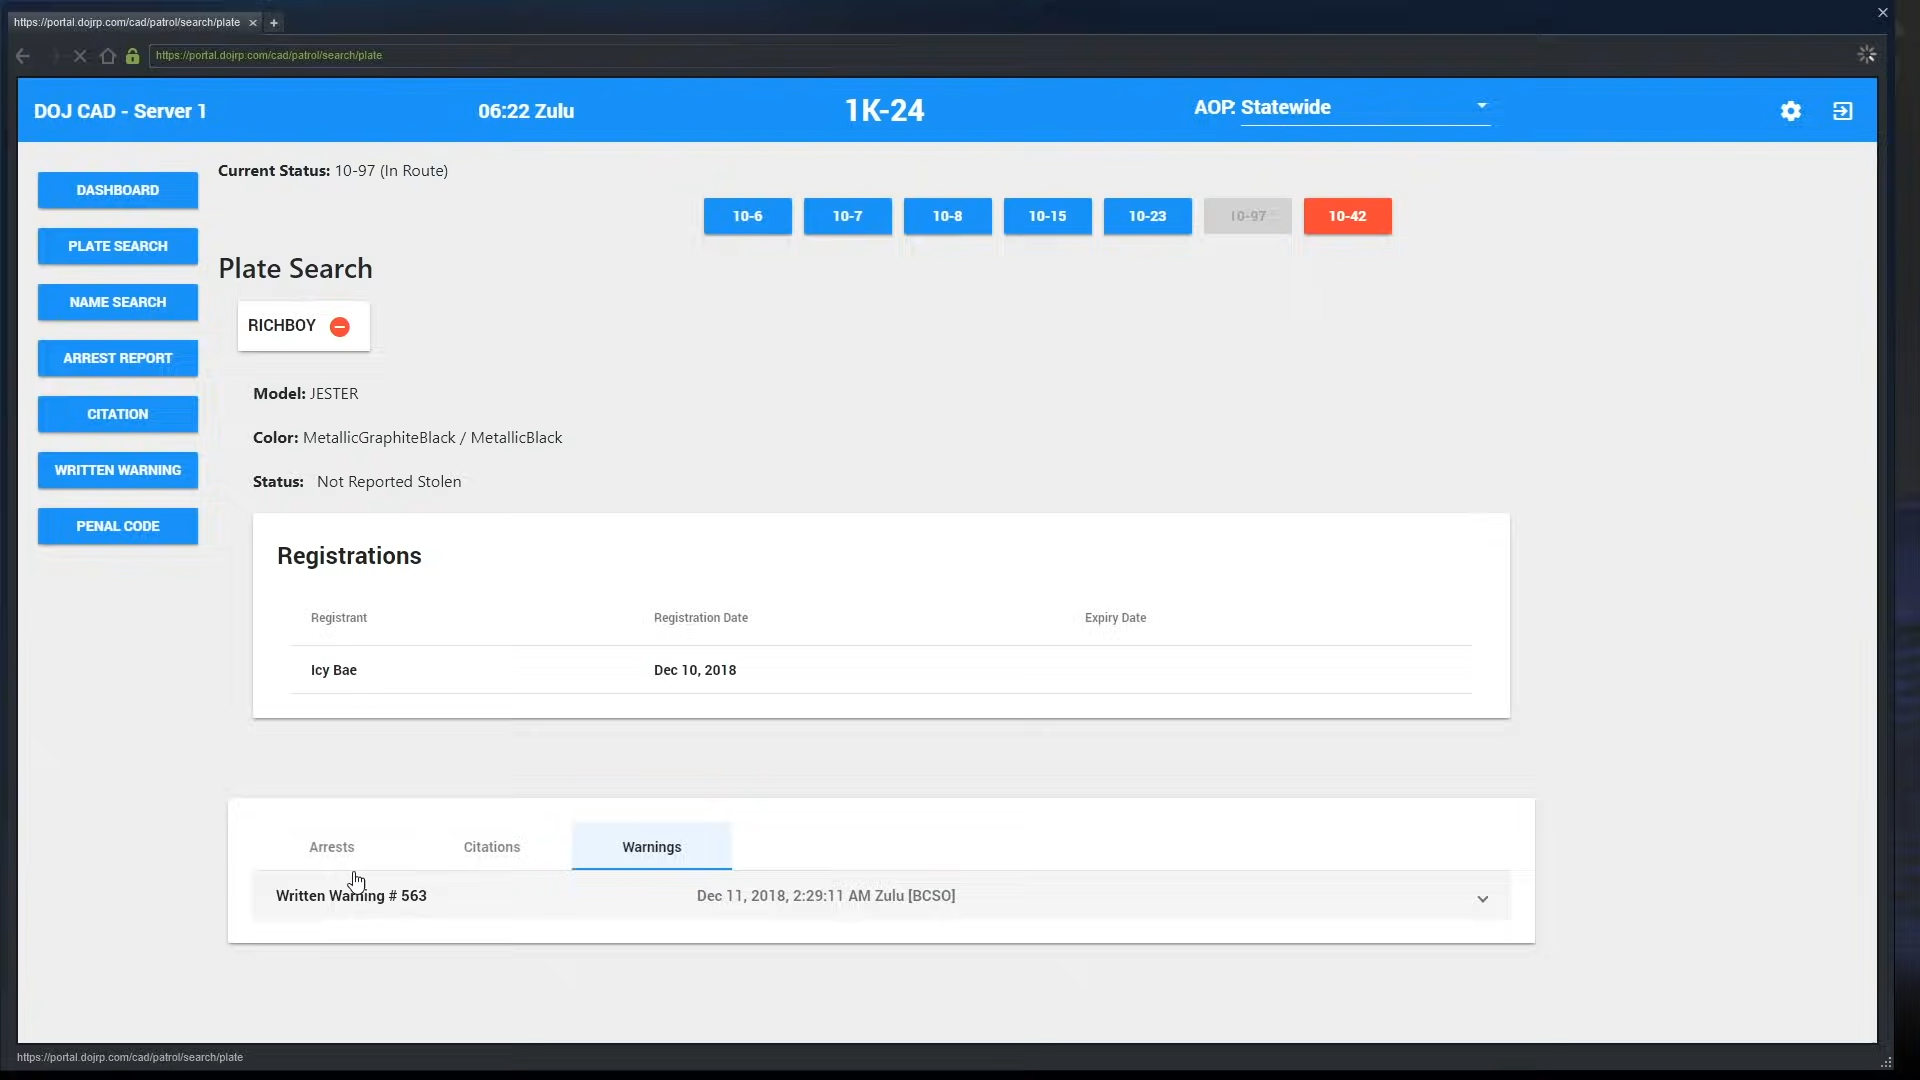 https://portal.dojrp.com/cad/patrol/search/plate
https://portal.dojrp.com/cad/patrol/search/plate
DOJ CAD - Server 1
06:22 Zulu
1K-24
AOP: Statewide
Current Status: 10-97 (In Route)
DASHBOARD
PLATE SEARCH
NAME SEARCH
ARREST REPORT
CITATION
WRITTEN WARNING
PENAL CODE
10-6
10-7
10-8
10-15
10-23
10-97
10-42
Plate Search
RICHBOY
Model: JESTER
Color: MetallicGraphiteBlack / MetallicBlack
Status: Not Reported Stolen
Registrations
Registrant Registration Date Expiry Date
Icy Bae Dec 10, 2018
Arrests Citations Warnings
Written Warning # 563 Dec 11, 2018, 2:29:11 AM Zulu [BCSO]
https://portal.dojrp.com/cad/patrol/search/plate